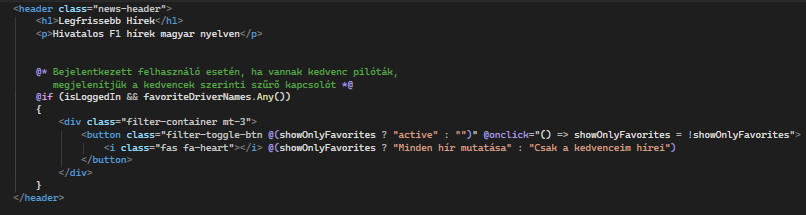 <header class="news-header">
<h1>Legfrissebb Hírek</h1>
<p>Hivatalos F1 hírek magyar nyelven</p>
@* Bejelentkezett felhasználó esetén, ha vannak kedvenc pilóták,
megjelenítjük a kedvencek szerinti szűrő kapcsolót *@
@if (isLoggedIn && favoriteDriverNames.Any())
{
<div class="filter-container mt-3">
<button class="filter-toggle-btn @(showOnlyFavorites ? "active" : "")" @onclick="() => showOnlyFavorites = !showOnlyFavorites">
<i class="fas fa-heart"></i> @(showOnlyFavorites ? "Minden hír mutatása" : "Csak a kedvenceim hírei")
</button>
</div>
}
</header>